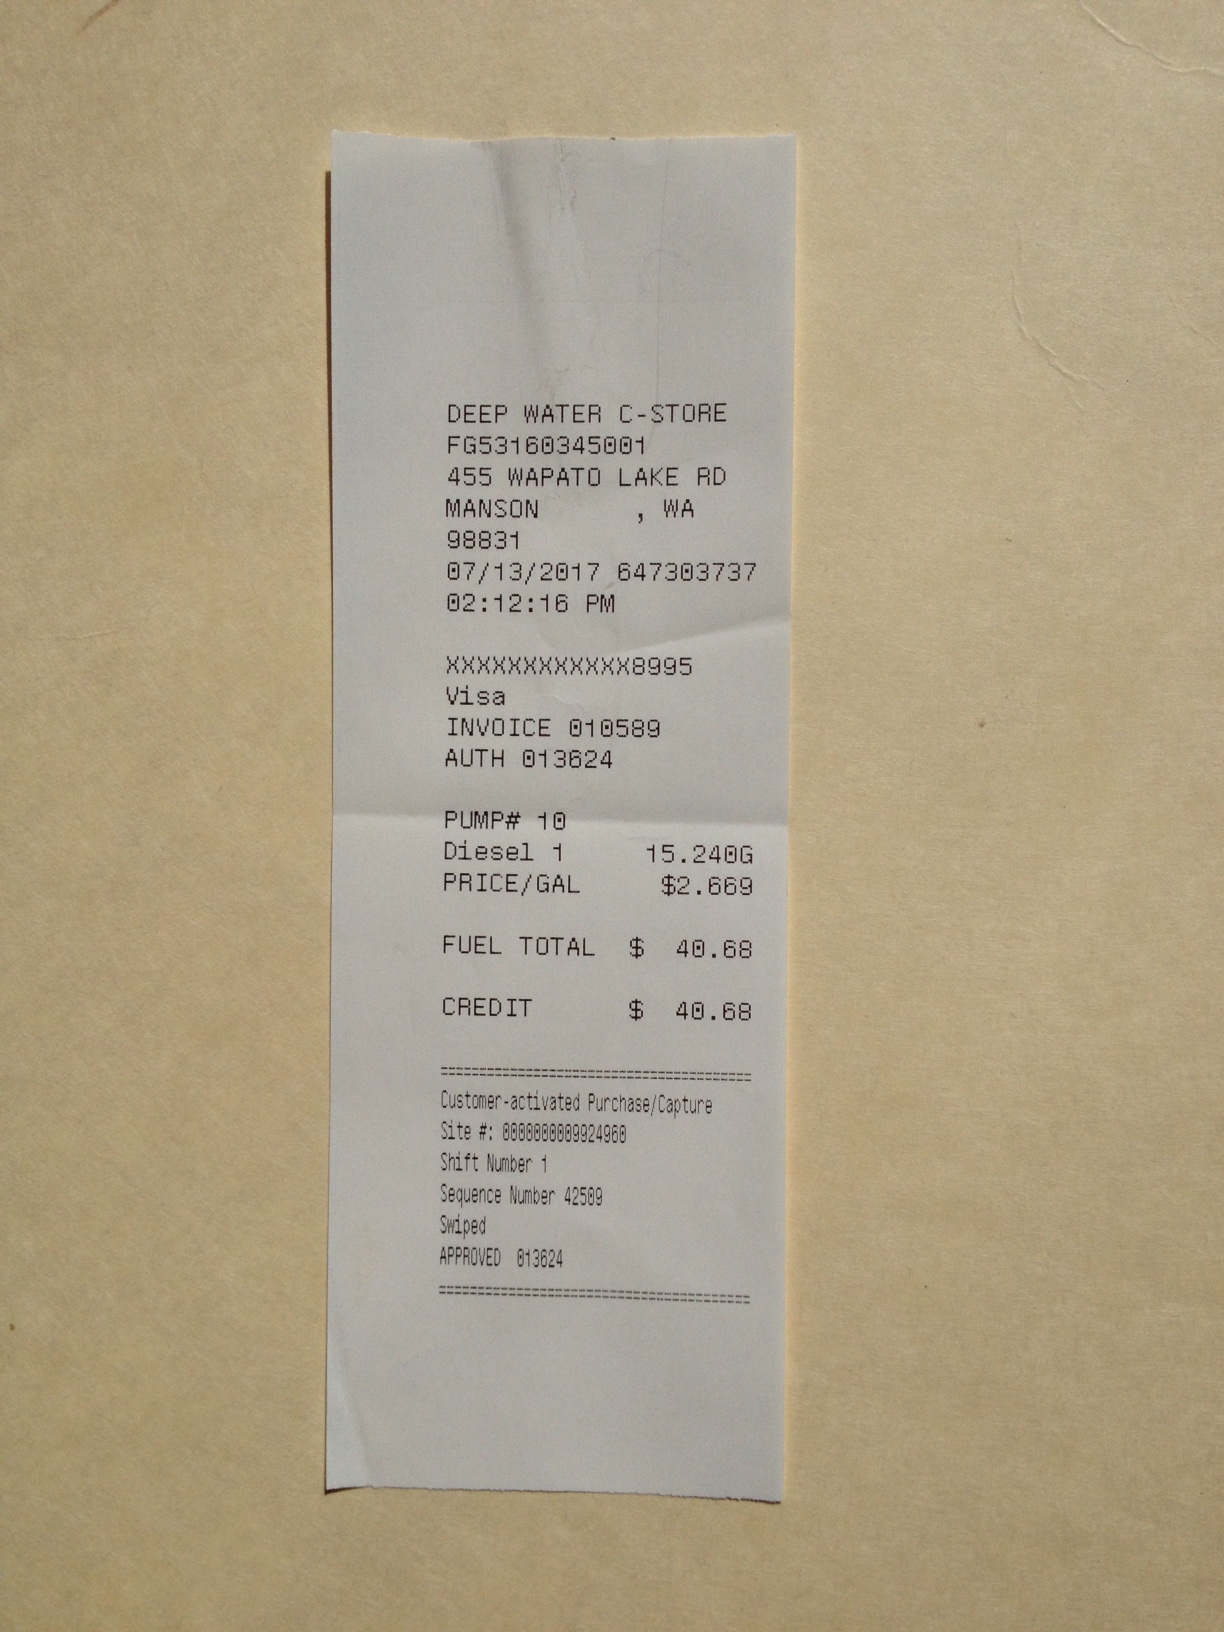 DEEP WATER C-STORE
FG53160345001
455 WAPATO LAKE RD
MANSON , WA
98831
07/13/2017 647303737
02:12:16 PM
XXXXXXXXXXXX8995
Visa
INVOICE 010589
AUTH 013624
PUMP# 10
Diesel 1 15.240G
PRICE/GAL $2.669
FUEL TOTAL $ 40.68
CREDIT $ 40.68
=======================================
Customer-activated Purchase/Capture
Site #: 0000000009924960
Shift Number 1
Sequence Number 42509
Swiped
APPROVED 013624
=======================================